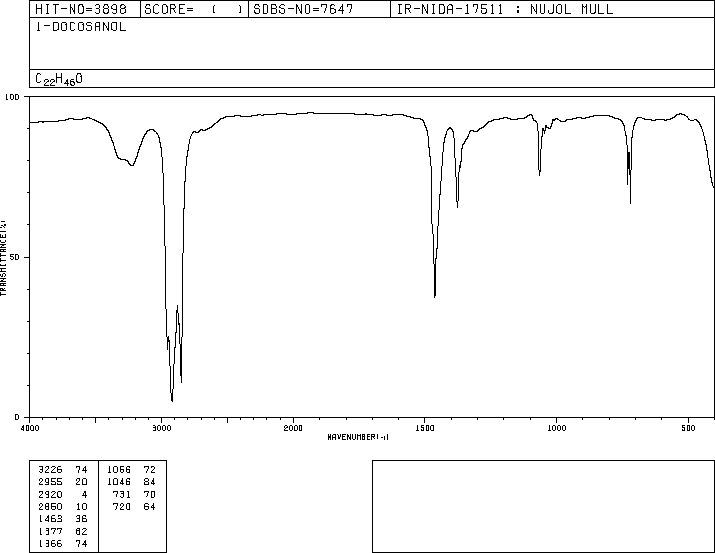 HIT-NO=3898 SCORE= ( ) SDBS-NO=7647 IR-NIDA-17511 : NUJOL MULL
1-DOCOSANOL
C22H46O
100
50
0
TRANSMITTANCE(%)
4000 3000 2000 1500 1000 500
WAVENUMBER(-1)
3226 74 1066 72
2955 20 1046 84
2920 4 731 70
2850 10 720 64
1463 36
1377 62
1366 74